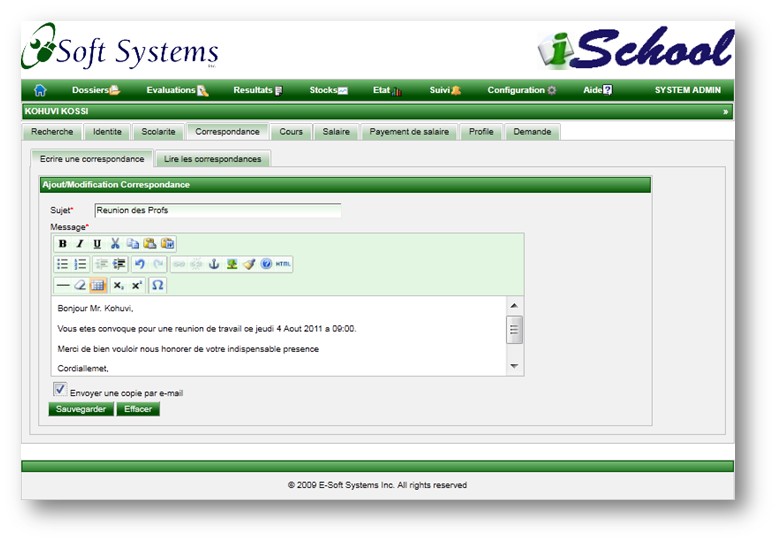 Soft Systems Inc.
iSchool
Dossiers Evaluations Resultats Stocks Etat Suivi Configuration Aide SYSTEM ADMIN
KOHUVI KOSSI »
Recherche Identite Scolarite Correspondance Cours Salaire Payement de salaire Profile Demande
Ecrire une correspondance Lire les correspondances
Ajout/Modification Correspondance
Sujet* Reunion des Profs
Message*
B I U
HTML
X₂ X² Ω
Bonjour Mr. Kohuvi,
Vous etes convoque pour une reunion de travail ce jeudi 4 Aout 2011 a 09:00.
Merci de bien vouloir nous honorer de votre indispensable presence
Cordiallemet,
Envoyer une copie par e-mail
Sauvegarder Effacer
© 2009 E-Soft Systems Inc. All rights reserved